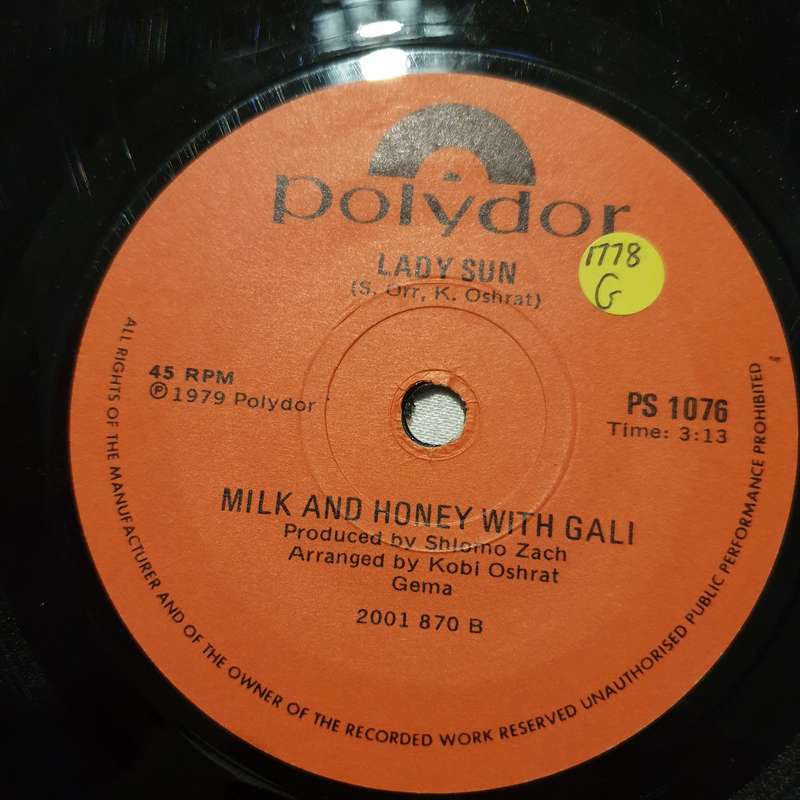 polydor
LADY SUN
(S. Orr, K. Oshrat)
1778
G
45 RPM
℗ 1979 Polydor
PS 1076
Time: 3:13
MILK AND HONEY WITH GALI
Produced by Shlomo Zach
Arranged by Kobi Oshrat
Gema
2001 870 B
ALL RIGHTS OF THE MANUFACTURER AND OF THE OWNER OF THE RECORDED WORK RESERVED UNAUTHORISED PUBLIC PERFORMANCE PROHIBITED
4